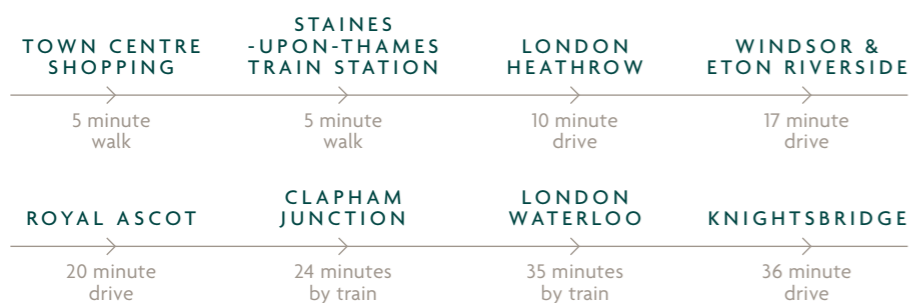 TOWN CENTRE
SHOPPING
STAINES
-UPON-THAMES
TRAIN STATION
LONDON
HEATHROW
WINDSOR &
ETON RIVERSIDE
5 minute
walk
5 minute
walk
10 minute
drive
17 minute
drive
ROYAL ASCOT
CLAPHAM
JUNCTION
LONDON
WATERLOO
KNIGHTSBRIDGE
20 minute
drive
24 minutes
by train
35 minutes
by train
36 minute
drive